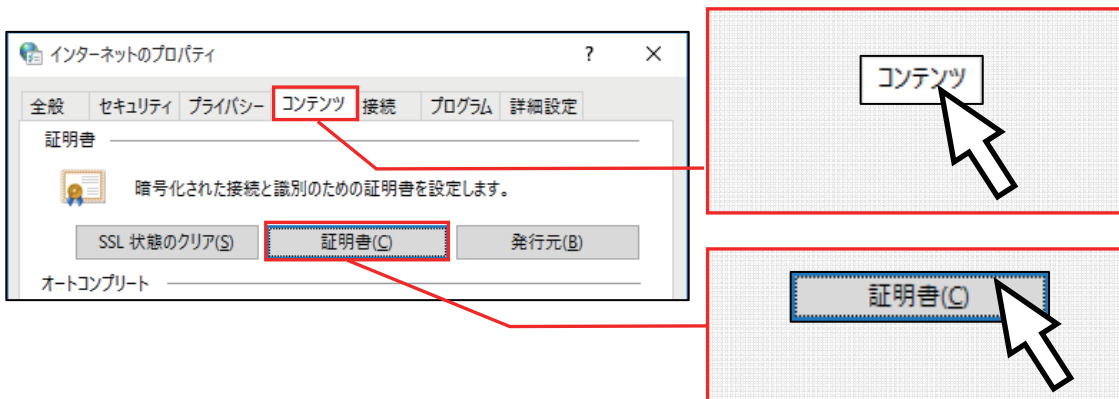 インターネットのプロパティ ? ×
全般 セキュリティ プライバシー コンテンツ 接続 プログラム 詳細設定
証明書
暗号化された接続と識別のための証明書を設定します。
SSL 状態のクリア(S) 証明書(C) 発行元(B)
オートコンプリート
コンテンツ
証明書(C)